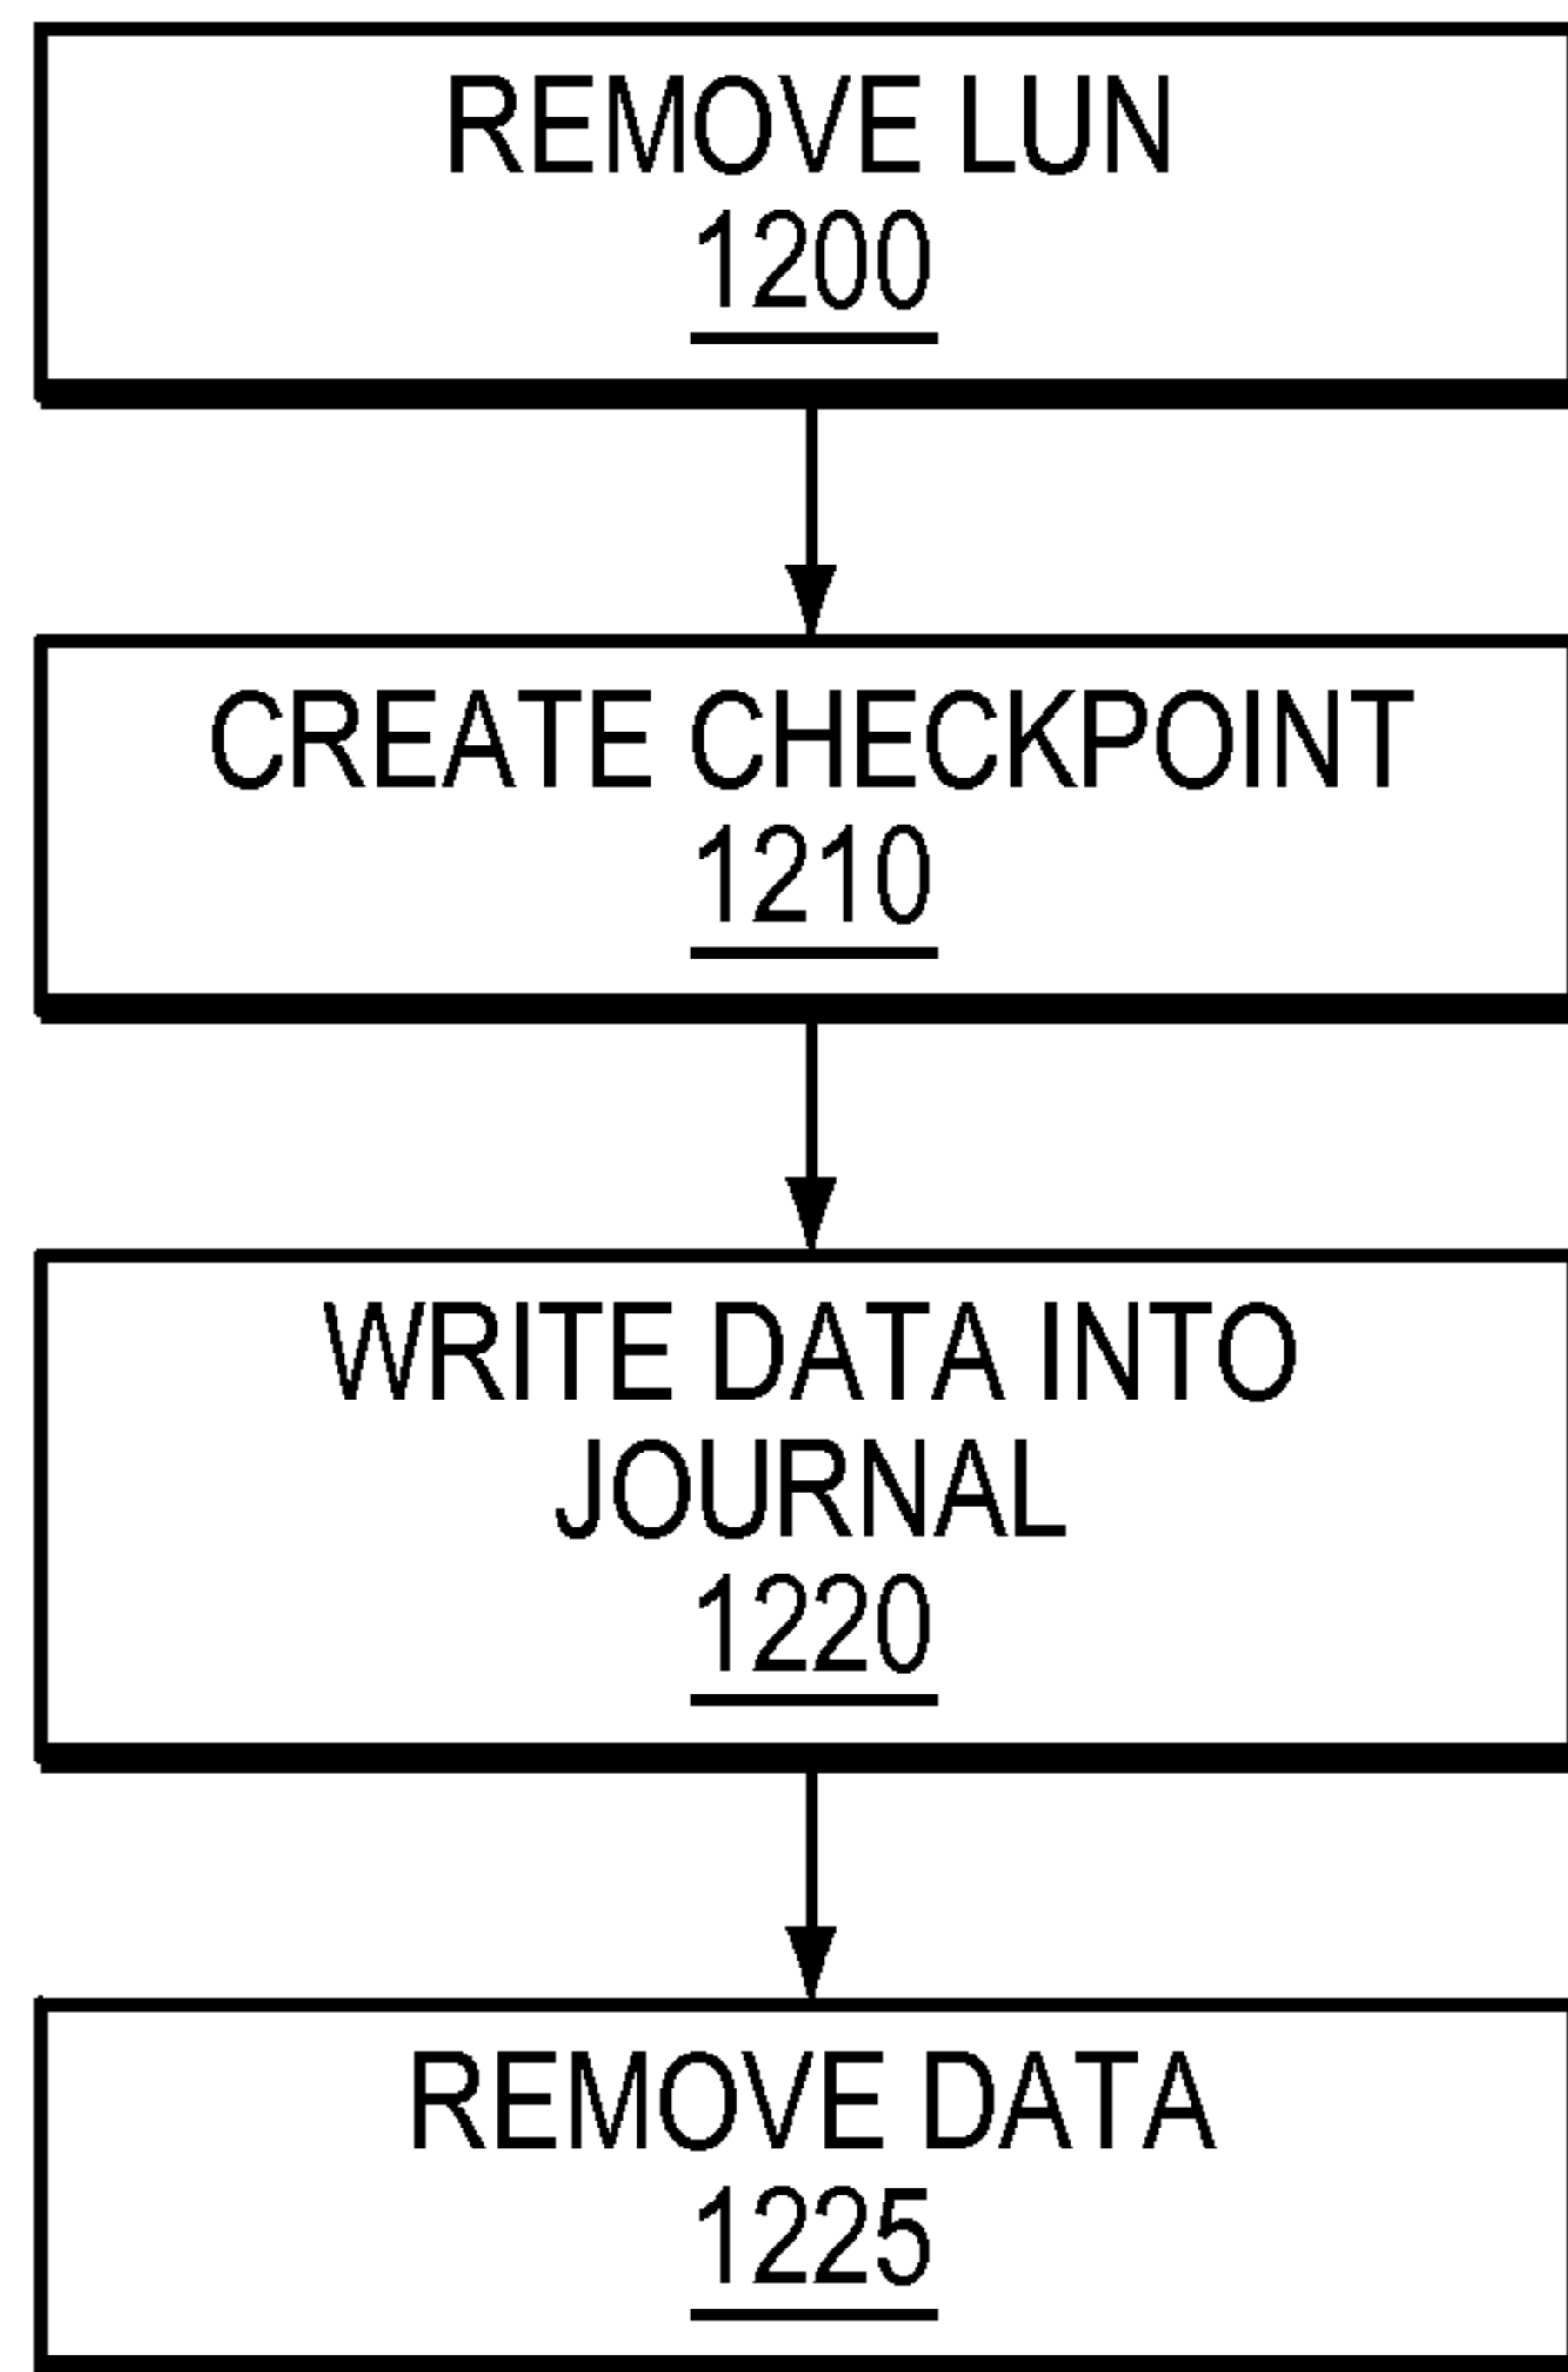 REMOVE LUN
1200
CREATE CHECKPOINT
1210
WRITE DATA INTO
JOURNAL
1220
REMOVE DATA
1225